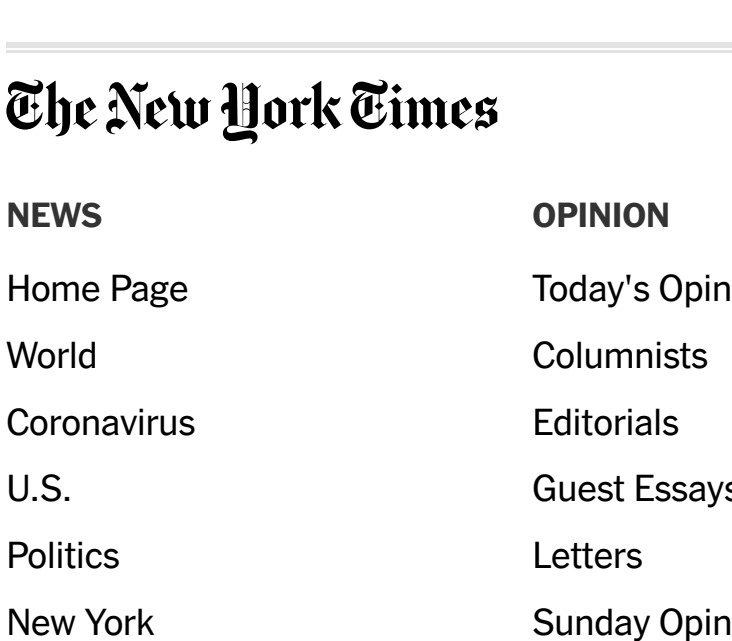 The New York Times
NEWS
Home Page
World
Coronavirus
U.S.
Politics
New York
OPINION
Today's Opin
Columnists
Editorials
Guest Essays
Letters
Sunday Opin